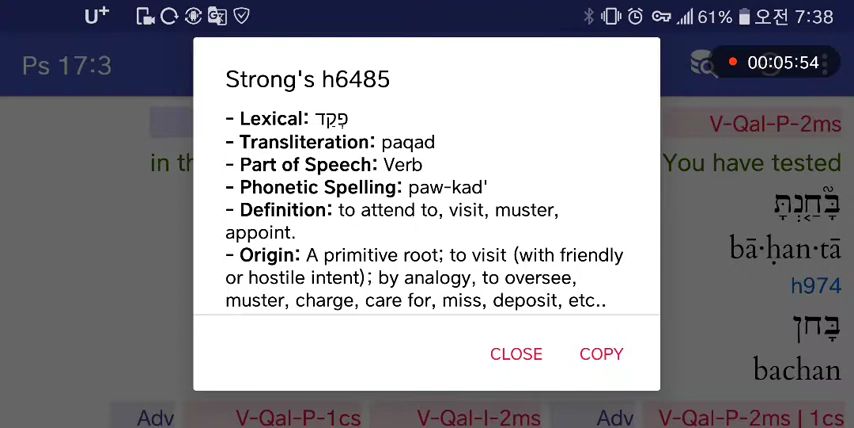 U+ 61% 오전 7:38
Ps 17:3 00:05:54
Strong's h6485
- Lexical: פָּקַד
- Transliteration: paqad
- Part of Speech: Verb
- Phonetic Spelling: paw-kad'
- Definition: to attend to, visit, muster,
appoint.
- Origin: A primitive root; to visit (with friendly
or hostile intent); by analogy, to oversee,
muster, charge, care for, miss, deposit, etc..
CLOSE COPY
V-Qal-P-2ms
in th
You have tested
בָּ֘חַ֤נְתָּ
bā·ḥan·tā
h974
בָּחַן
bachan
Adv V-Qal-P-1cs V-Qal-I-2ms Adv V-Qal-P-2ms | 1cs